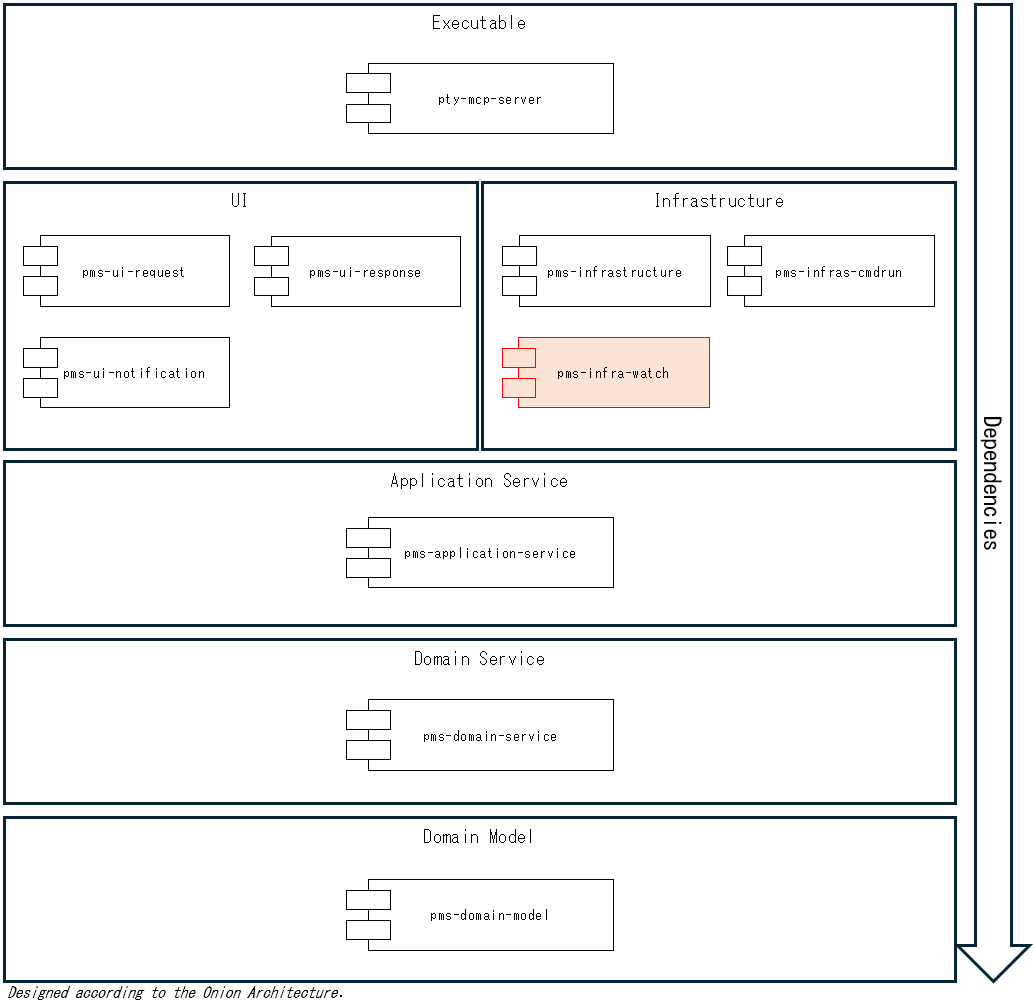 Executable
pty-mcp-server
UI
pms-ui-request
pms-ui-response
pms-ui-notification
Infrastructure
pms-infrastructure
pms-infras-cmdrun
pms-infra-watch
Application Service
pms-application-service
Domain Service
pms-domain-service
Domain Model
pms-domain-model
Dependencies
Designed according to the Onion Architecture.